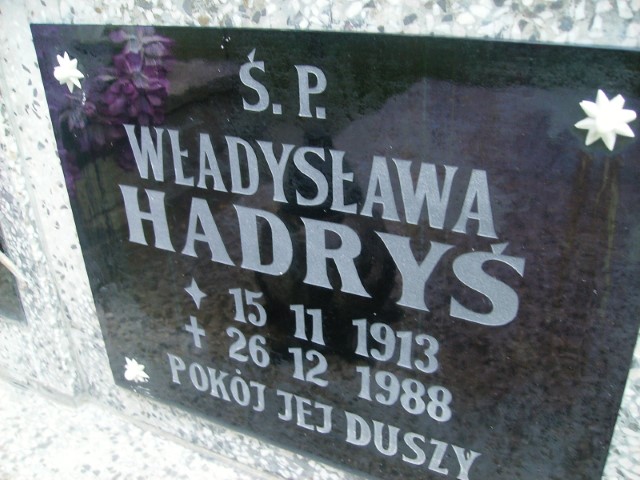 Ś. P.
WŁADYSŁAWA
HADRYŚ
15 11 1913
26 12 1988
POKÓJ JEJ DUSZY